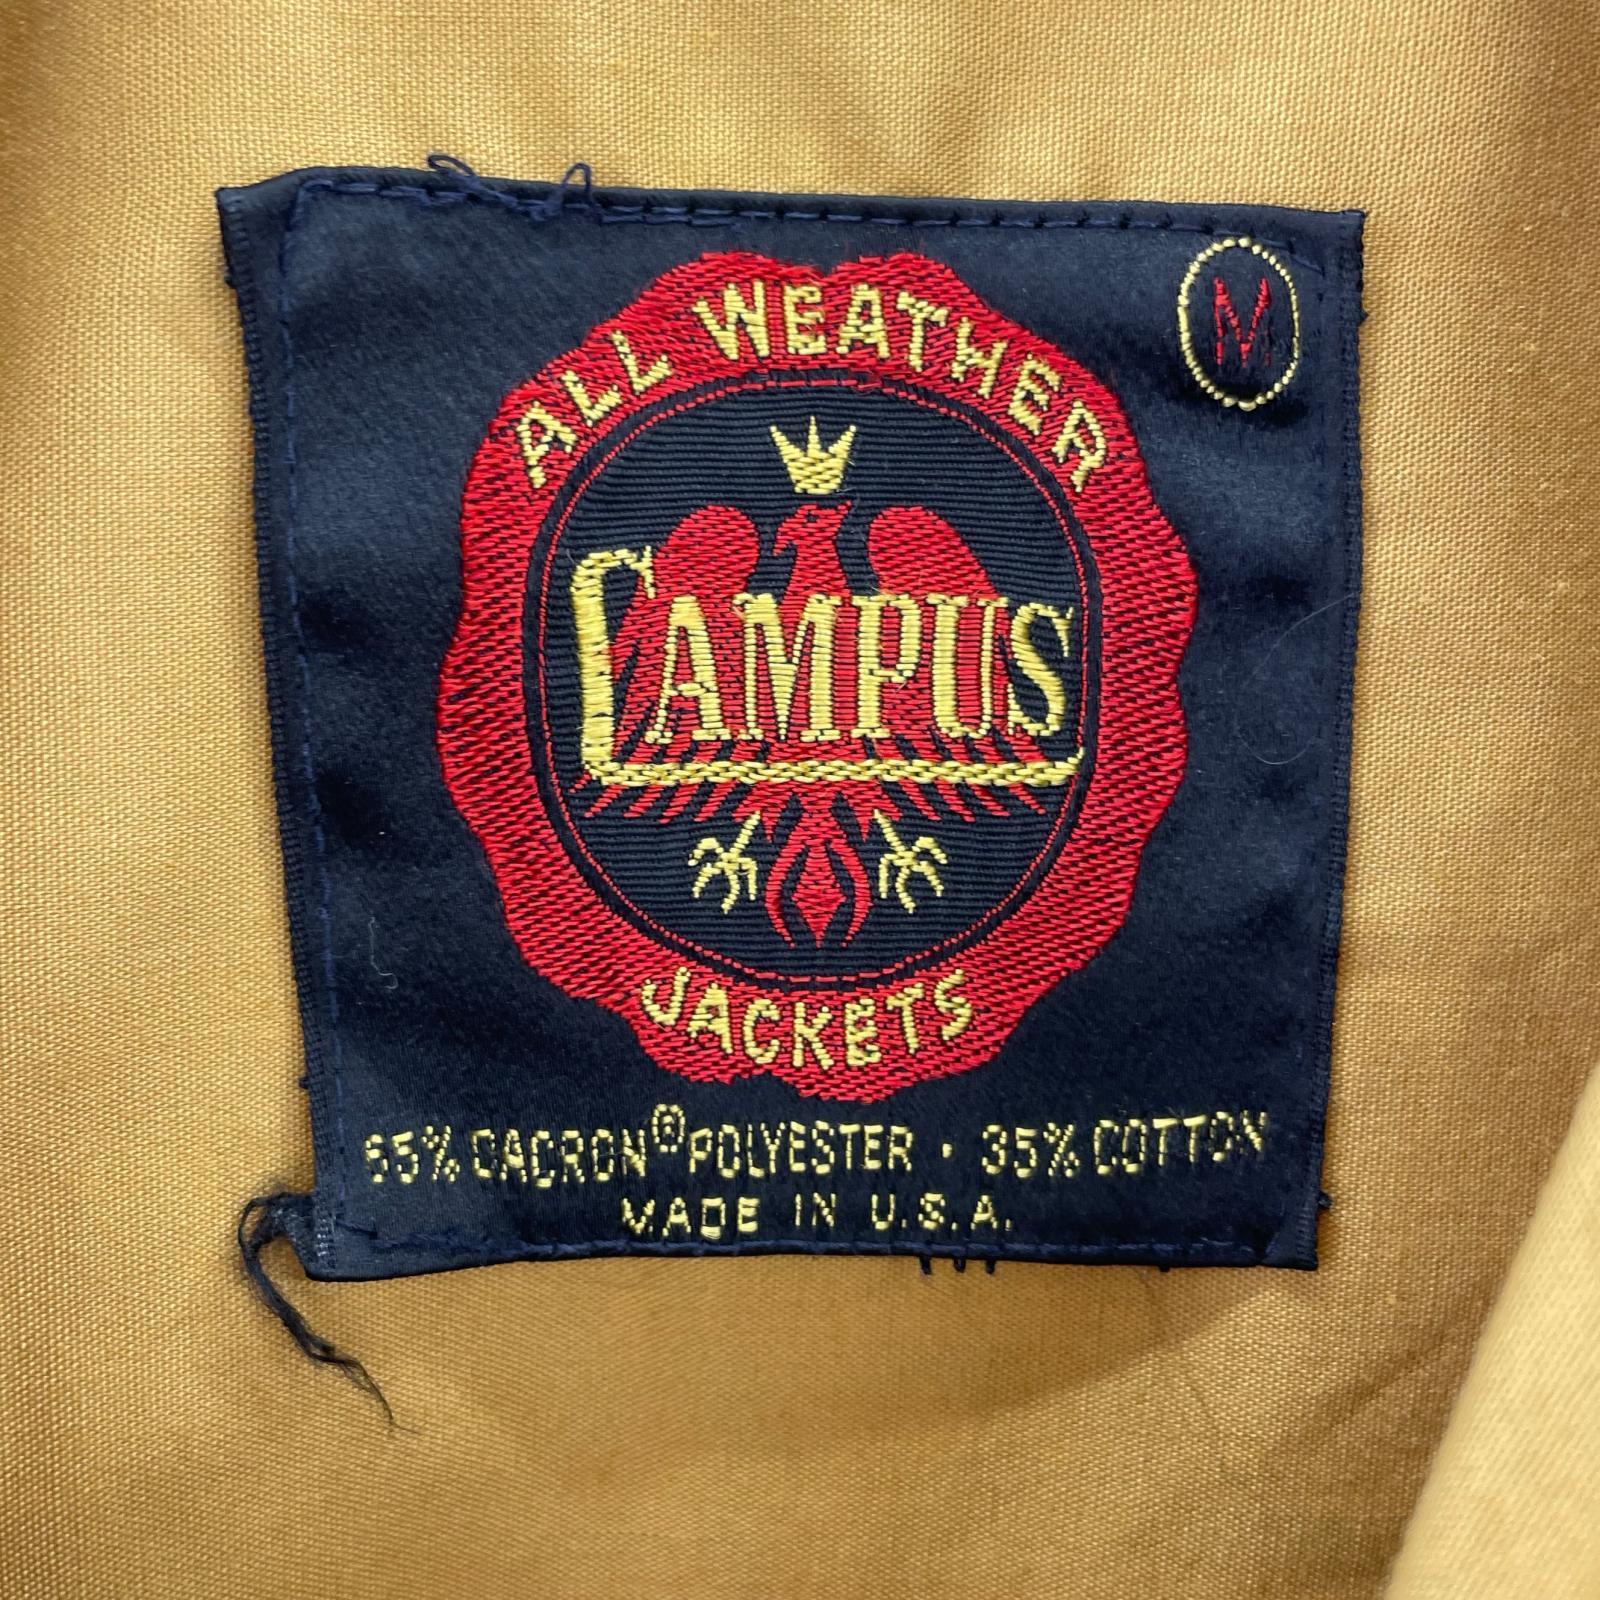 M
ALL WEATHER
CAMPUS
JACKETS
65% DACRON® POLYESTER · 35% COTTON
MADE IN U.S.A.